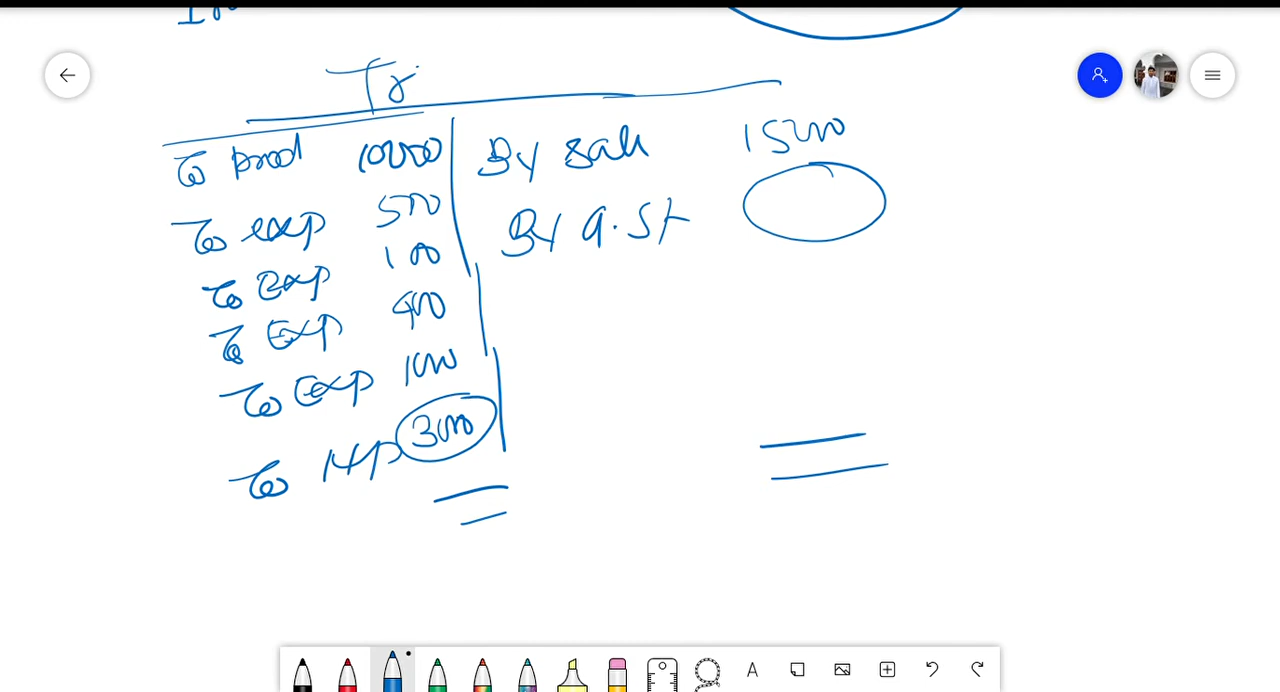 Tr
To prod 10000
By Sale 15000
To exp 500
By a. St
To Exp 100
To Exp 400
To Exp 1000
To N/p 3000
A